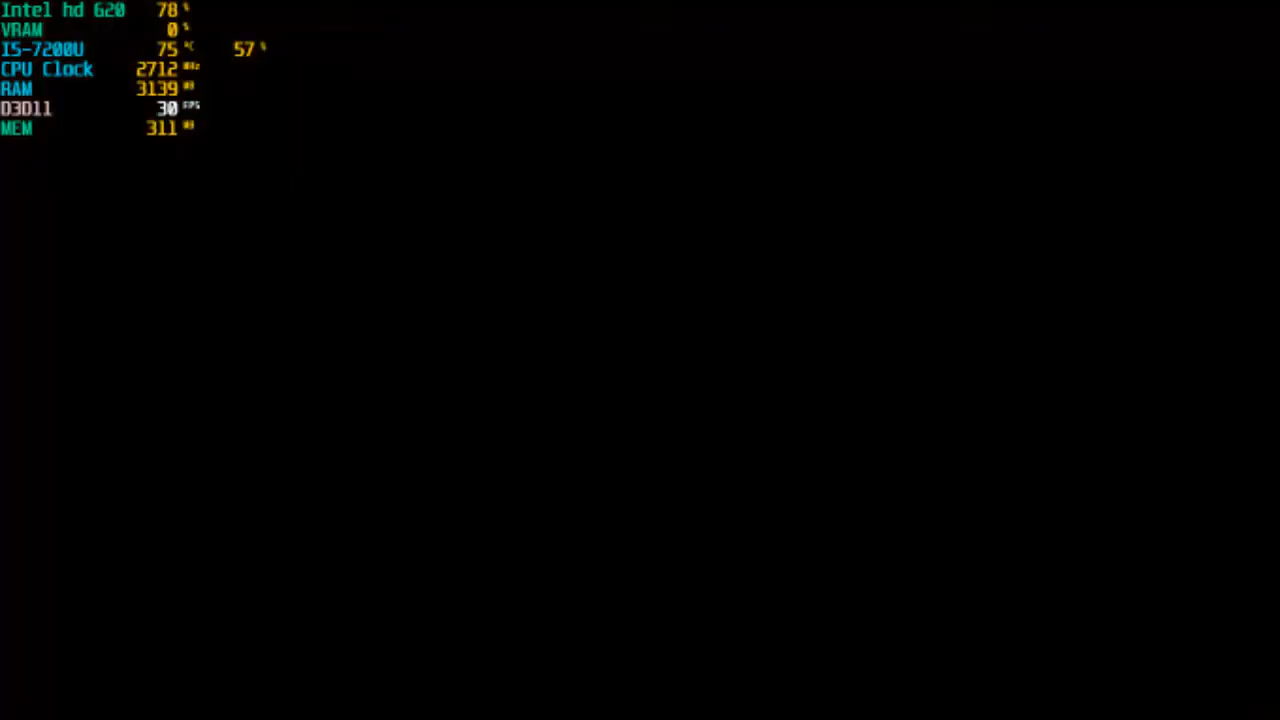 Intel hd 620 78 %
VRAM 0 %
I5-7200U 75 °C 57 %
CPU Clock 2712 MHz
RAM 3139 MB
D3D11 30 FPS
MEM 311 MB